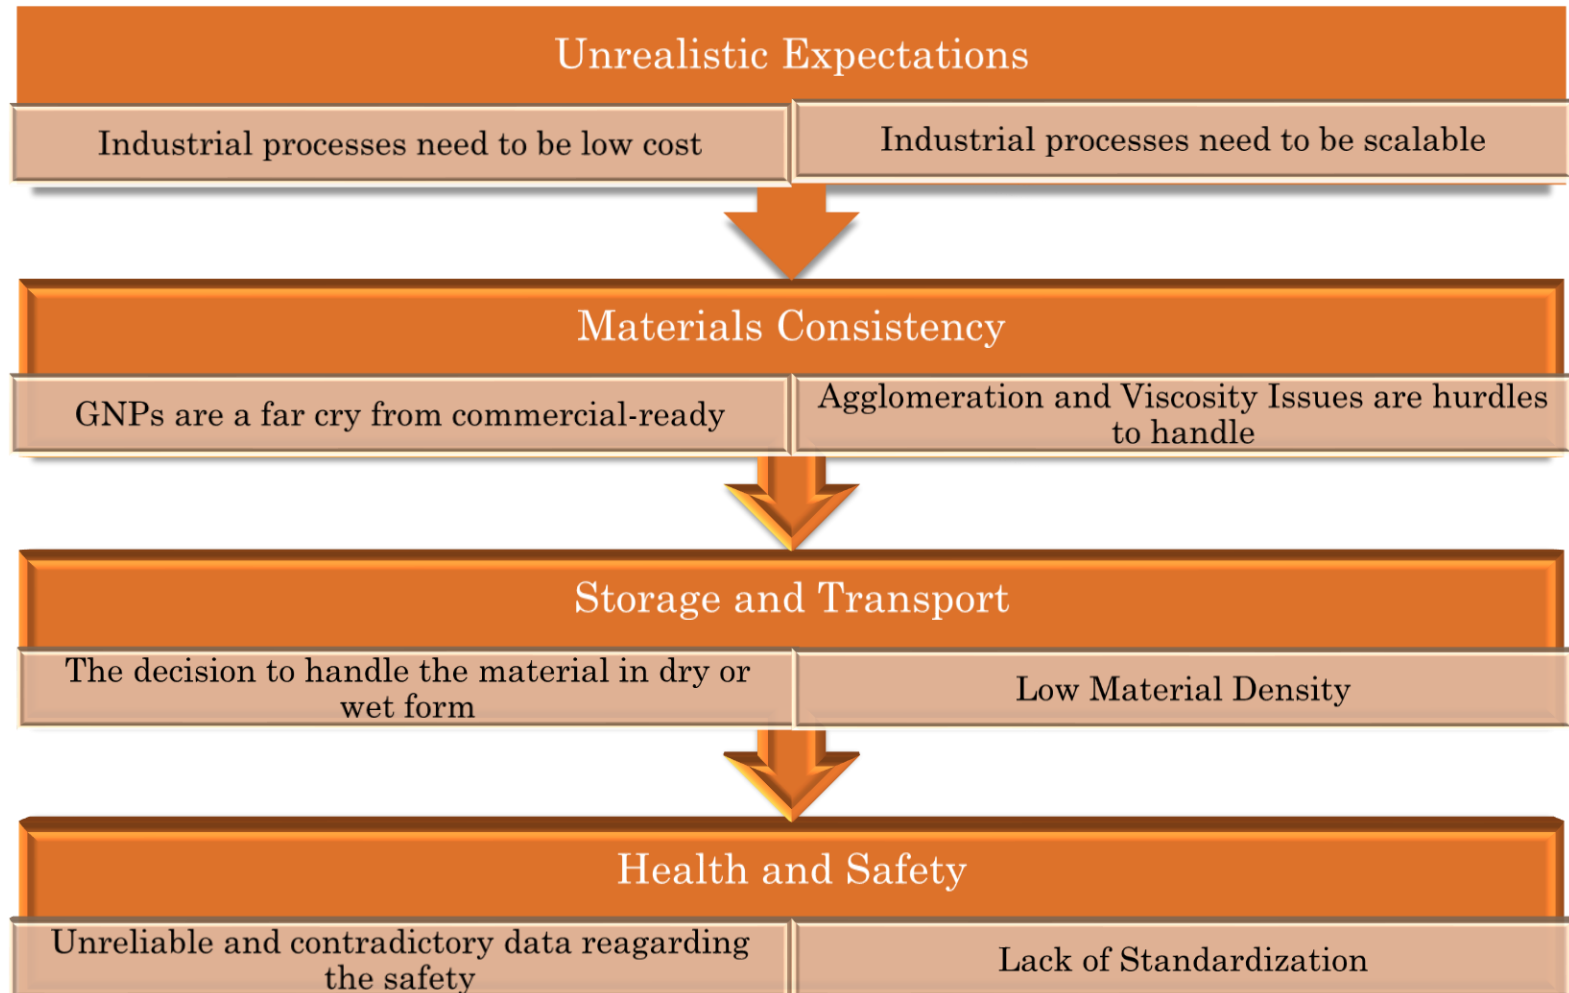 Unrealistic Expectations
Industrial processes need to be low cost
Industrial processes need to be scalable
Materials Consistency
GNPs are a far cry from commercial-ready
Agglomeration and Viscosity Issues are hurdles
to handle
Storage and Transport
The decision to handle the material in dry or
wet form
Low Material Density
Health and Safety
Unreliable and contradictory data reagarding
the safety
Lack of Standardization